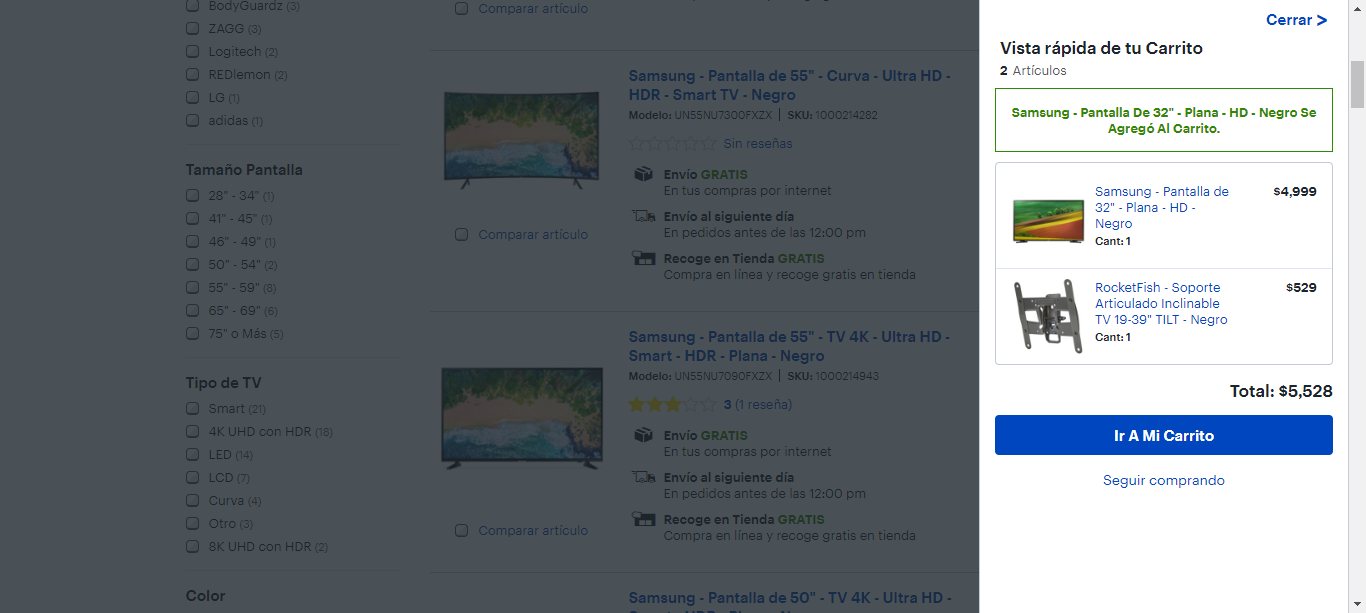 BodyGuardz (3)
ZAGG (3)
Logitech (2)
REDlemon (2)
LG (1)
adidas (1)
Tamaño Pantalla
28" - 34" (1)
41" - 45" (1)
46" - 49" (1)
50" - 54" (2)
55" - 59" (8)
65" - 69" (6)
75" o Más (5)
Tipo de TV
Smart (21)
4K UHD con HDR (18)
LED (14)
LCD (7)
Curva (4)
Otro (3)
8K UHD con HDR (2)
Color
Comparar artículo
Samsung - Pantalla de 55" - Curva - Ultra HD -
HDR - Smart TV - Negro
Modelo: UN55NU7300FXZX | SKU: 1000214282
Sin reseñas
Envío GRATIS
En tus compras por internet
Envío al siguiente día
En pedidos antes de las 12:00 pm
Recoge en Tienda GRATIS
Compra en línea y recoge gratis en tienda
Comparar artículo
Samsung - Pantalla de 55" - TV 4K - Ultra HD -
Smart - HDR - Plana - Negro
Modelo: UN55NU7090FXZX | SKU: 1000214943
3 (1 reseña)
Envío GRATIS
En tus compras por internet
Envío al siguiente día
En pedidos antes de las 12:00 pm
Recoge en Tienda GRATIS
Compra en línea y recoge gratis en tienda
Comparar artículo
Samsung - Pantalla de 50" - TV 4K - Ultra HD -
Cerrar >
Vista rápida de tu Carrito
2 Artículos
Samsung - Pantalla De 32" - Plana - HD - Negro Se
Agregó Al Carrito.
Samsung - Pantalla de
32" - Plana - HD -
Negro
Cant: 1
$4,999
RocketFish - Soporte
Articulado Inclinable
TV 19-39" TILT - Negro
Cant: 1
$529
Total: $5,528
Ir A Mi Carrito
Seguir comprando